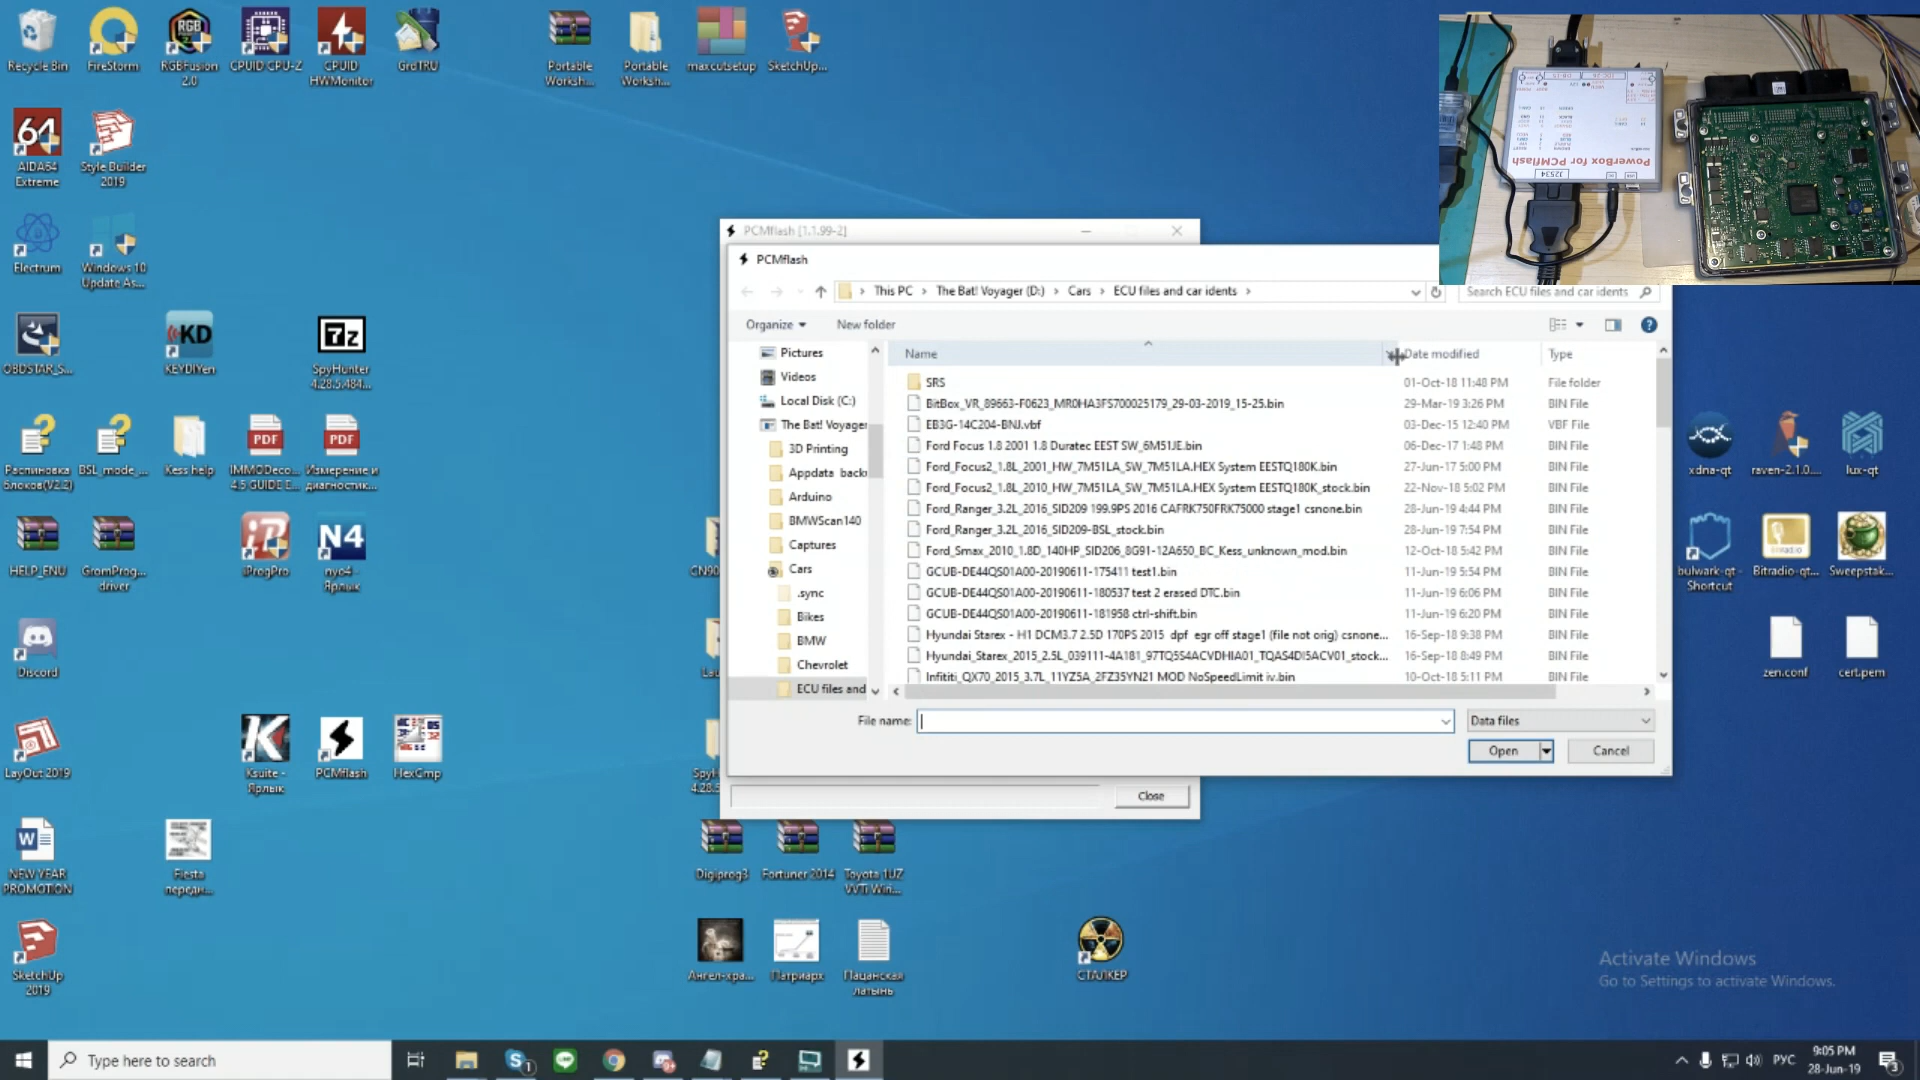 Recycle Bin
FireStorm
RGBFusion 2.0
CPUID CPU-Z
CPUID HWMonitor
GrdTRU
Portable Worksh...
Portable Worksh...
maxcutsetup
SketchUp...
AIDA64 Extreme
Style Builder 2019
Electrum
Windows 10 Update As...
OBDSTAR_S...
KEYDIYen
SpyHunter 4.28.5.484...
Распиновка блоков(V2.2)
BSL_mode_...
Kess help
IMMODeco... 4.5 GUIDE E...
Измерение и диагностик...
HELP_ENU
GromProg... driver
iProgPro
nyo4 - Ярлык
Discord
LayOut 2019
Ksuite - Ярлык
PCMflash
HexCmp
NEW YEAR PROMOTION
Fiesta передн...
SketchUp 2019
Digiprog3
Fortuner 2014
Toyota 1UZ VVTi Wiri...
Ангел-хра...
Патриарх
Пацанская латынь
СТАЛКЕР
xdna-qt
raven-2.1.0....
lux-qt
bulwark-qt - Shortcut
Bitradio-qt...
Sweepstak...
zen.conf
cert.pem
PowerBox for PCMflash
J2534
PCMflash [1.1.99-2]
PCMflash
This PC > The Bat! Voyager (D:) > Cars > ECU files and car idents >
Search ECU files and car idents
Organize
New folder
Pictures
Videos
Local Disk (C:)
The Bat! Voyager
3D Printing
Appdata back
Arduino
BMWScan140
Captures
Cars
.sync
Bikes
BMW
Chevrolet
ECU files and
Name Date modified Type
SRS 01-Oct-18 11:48 PM File folder
BitBox_VR_89663-F0623_MR0HA3FS700025179_29-03-2019_15-25.bin 29-Mar-19 3:26 PM BIN File
EB3G-14C204-BNJ.vbf 03-Dec-15 12:40 PM VBF File
Ford Focus 1.8 2001 1.8 Duratec EEST SW_6M51JE.bin 06-Dec-17 1:48 PM BIN File
Ford_Focus2_1.8L_2001_HW_7M51LA_SW_7M51LA.HEX System EESTQ180K.bin 27-Jun-17 5:00 PM BIN File
Ford_Focus2_1.8L_2010_HW_7M51LA_SW_7M51LA.HEX System EESTQ180K_stock.bin 22-Nov-18 5:02 PM BIN File
Ford_Ranger_3.2L_2016_SID209 199.9PS 2016 CAFRK750FRK75000 stage1 csnone.bin 28-Jun-19 4:44 PM BIN File
Ford_Ranger_3.2L_2016_SID209-BSL_stock.bin 28-Jun-19 7:54 PM BIN File
Ford_Smax_2010_1.8D_140HP_SID206_8G91-12A650_BC_Kess_unknown_mod.bin 12-Oct-18 5:42 PM BIN File
GCUB-DE44QS01A00-20190611-175411 test1.bin 11-Jun-19 5:54 PM BIN File
GCUB-DE44QS01A00-20190611-180537 test 2 erased DTC.bin 11-Jun-19 6:06 PM BIN File
GCUB-DE44QS01A00-20190611-181958 ctrl-shift.bin 11-Jun-19 6:20 PM BIN File
Hyundai Starex - H1 DCM3.7 2.5D 170PS 2015 dpf egr off stage1 (file not orig) csnone... 16-Sep-18 9:38 PM BIN File
Hyundai_Starex_2015_2.5L_039111-4A181_97TQ5S4ACVDHIA01_TQAS4DI5ACV01_stock... 16-Sep-18 8:49 PM BIN File
Infititi_QX70_2015_3.7L_11YZ5A_2FZ35YN21 MOD NoSpeedLimit iv.bin 10-Oct-18 5:11 PM BIN File
File name:
Data files
Open
Cancel
Close
Activate Windows
Go to Settings to activate Windows.
Type here to search
РУС
9:05 PM
28-Jun-19